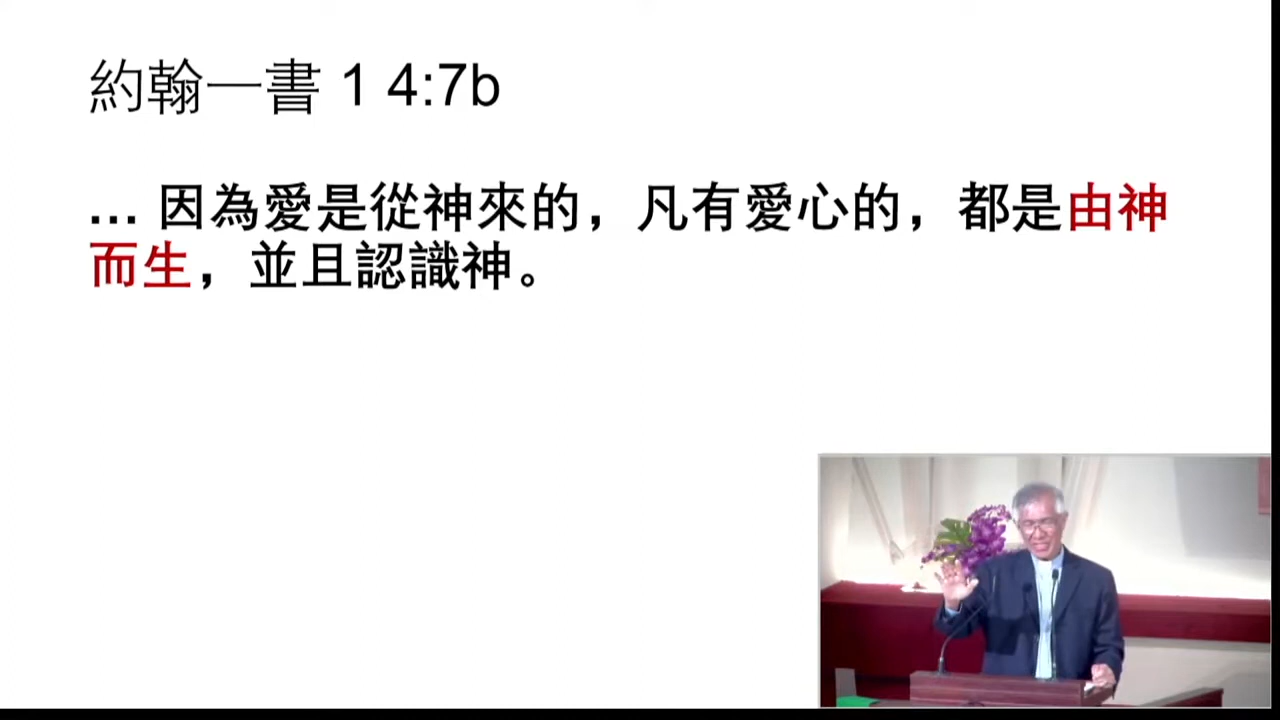 約翰一書 1 4:7b
... 因為愛是從神來的，凡有愛心的，都是由神
而生，並且認識神。